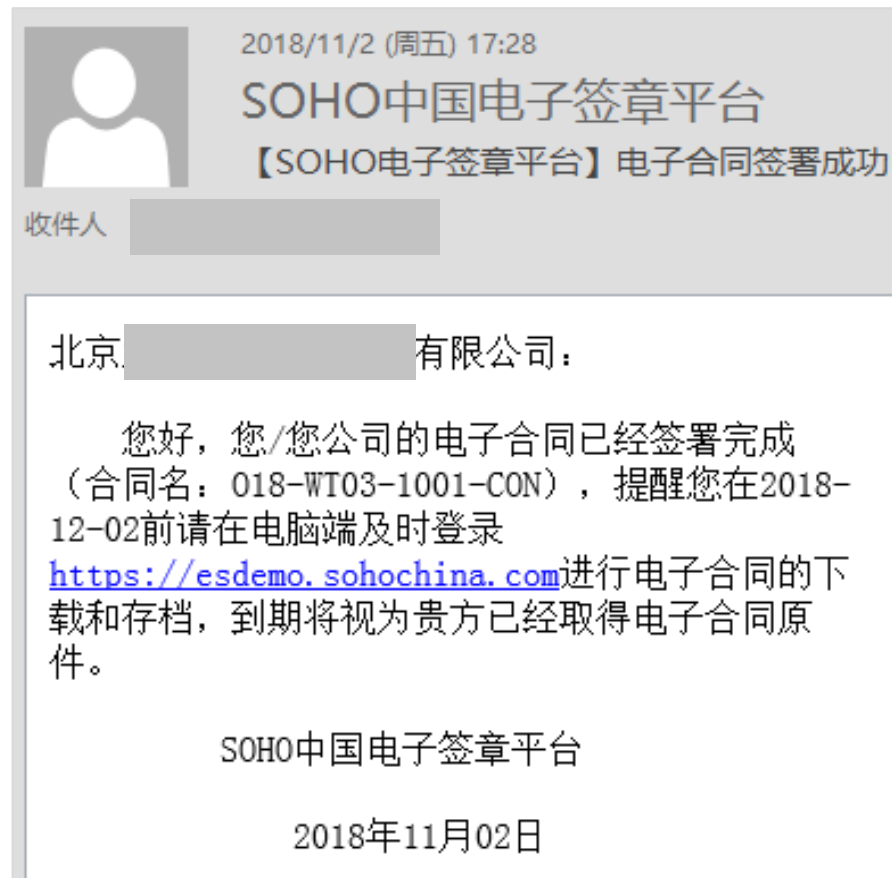 2018/11/2 (周五) 17:28
SOHO中国电子签章平台
【SOHO电子签章平台】电子合同签署成功
收件人
北京
有限公司：
您好，您/您公司的电子合同已经签署完成
（合同名：018-WT03-1001-CON），提醒您在2018-
12-02前请在电脑端及时登录
https://esdemo.sohochina.com进行电子合同的下
载和存档，到期将视为贵方已经取得电子合同原
件。
SOHO中国电子签章平台
2018年11月02日